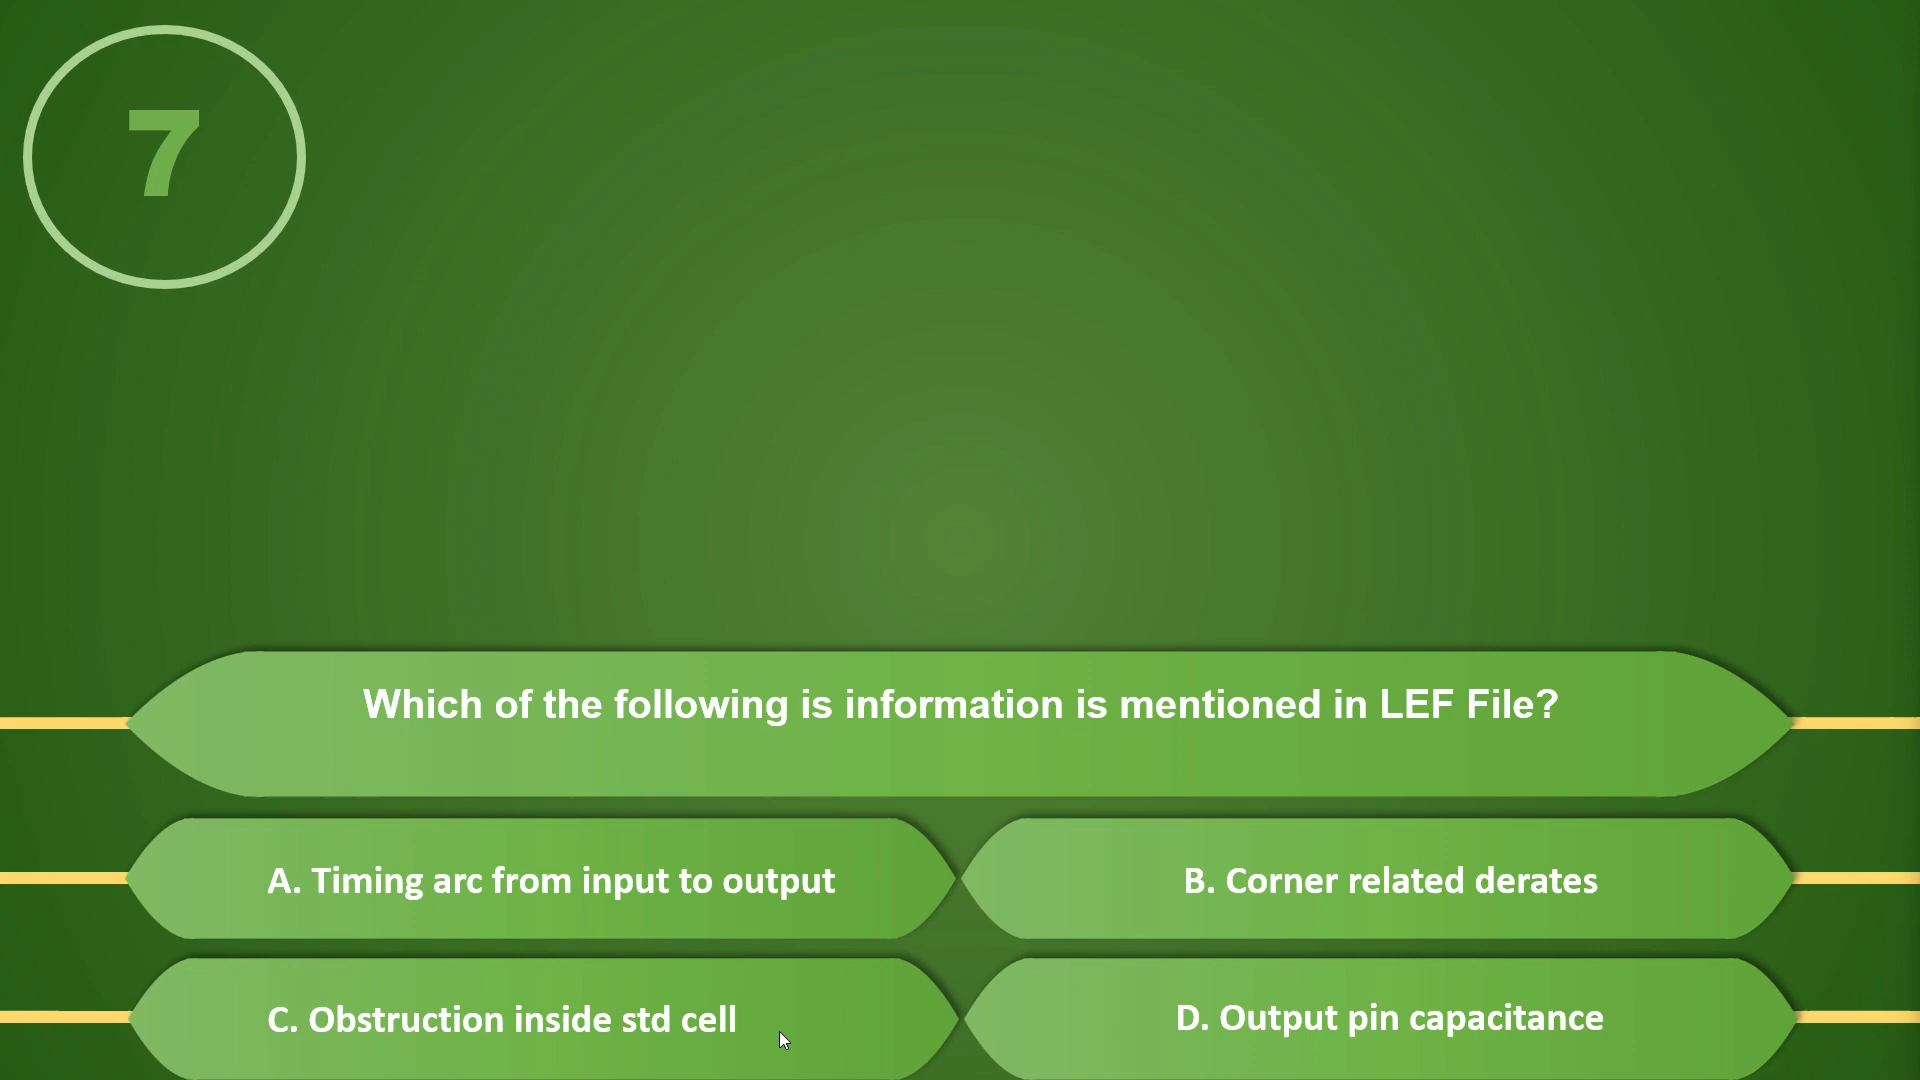 7
Which of the following is information is mentioned in LEF File?
A. Timing arc from input to output
B. Corner related derates
C. Obstruction inside std cell
D. Output pin capacitance